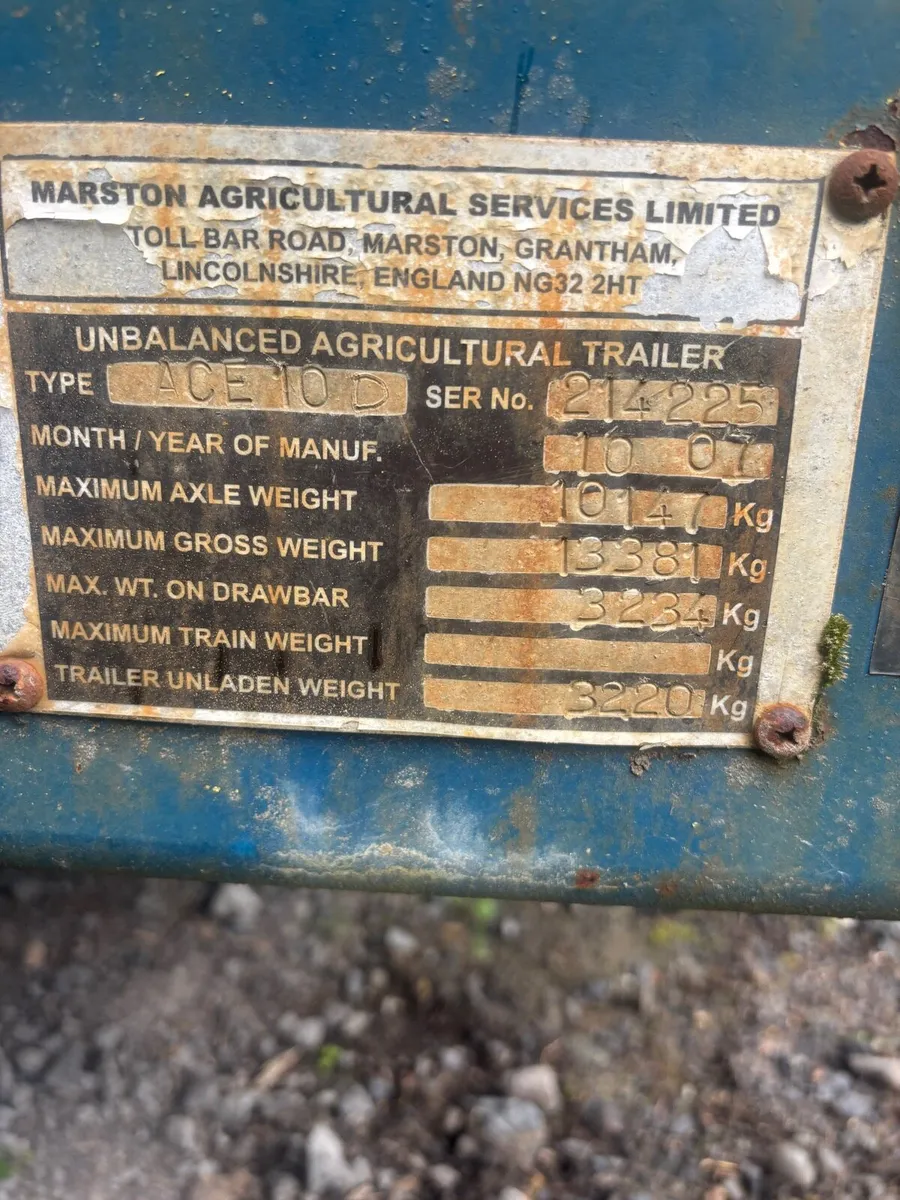 MARSTON AGRICULTURAL SERVICES LIMITED
TOLL BAR ROAD, MARSTON, GRANTHAM,
LINCOLNSHIRE, ENGLAND NG32 2HT
UNBALANCED AGRICULTURAL TRAILER
TYPE ACE 10 D SER No. 214225
MONTH / YEAR OF MANUF. 10 07
MAXIMUM AXLE WEIGHT 10147 Kg
MAXIMUM GROSS WEIGHT 13381 Kg
MAX. WT. ON DRAWBAR 3234 Kg
MAXIMUM TRAIN WEIGHT Kg
TRAILER UNLADEN WEIGHT 3220 Kg